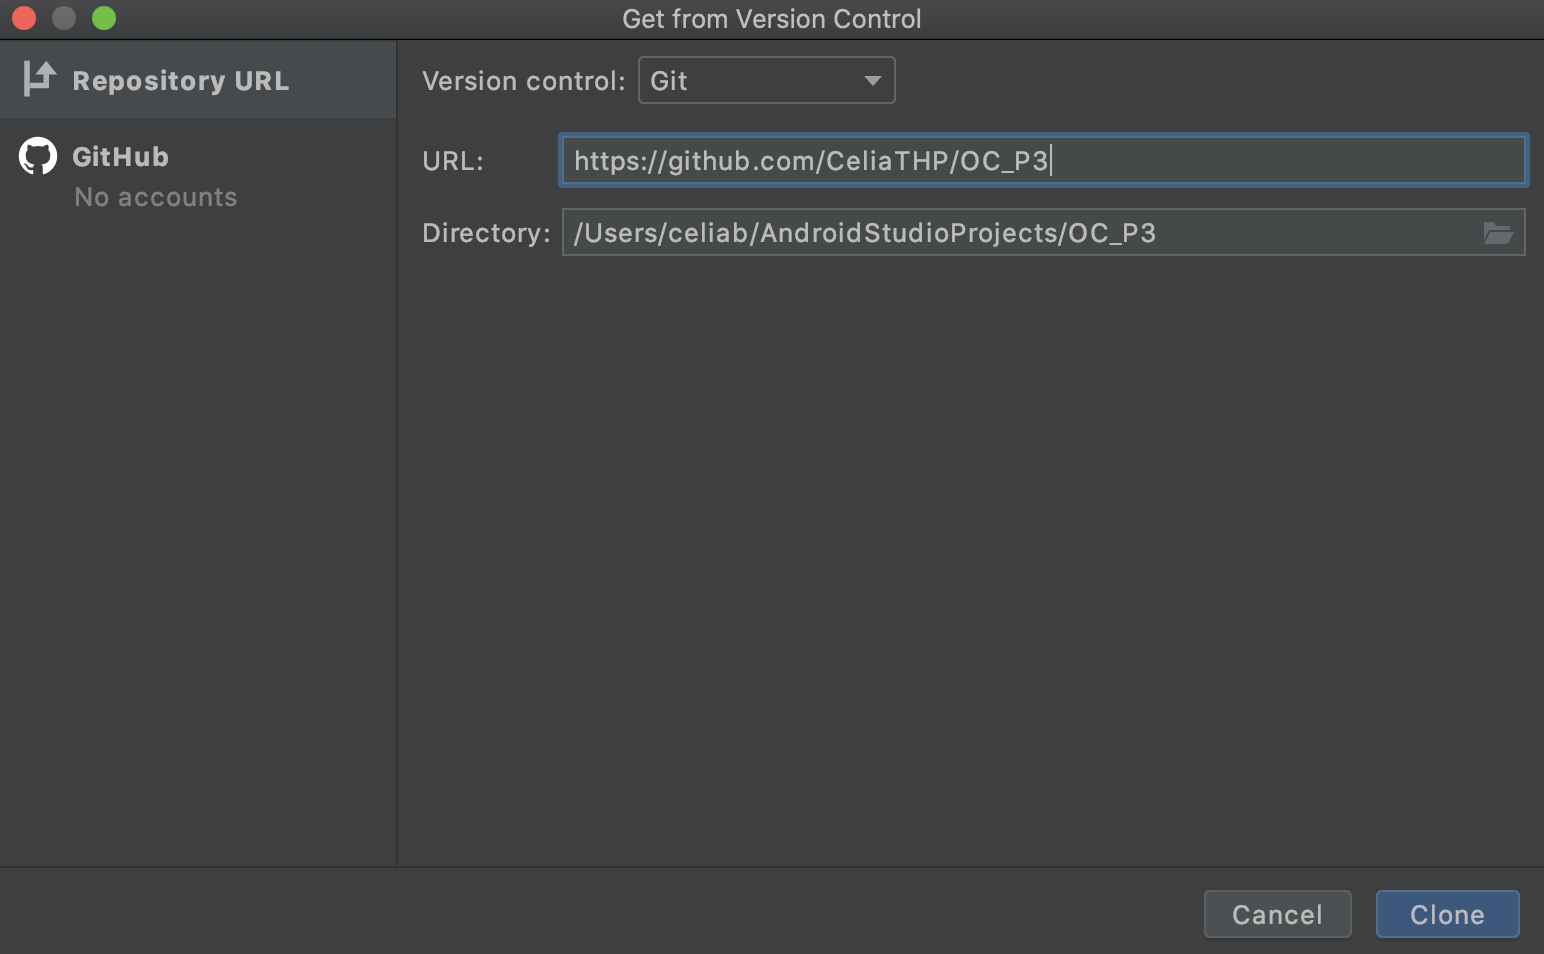 Get from Version Control
Repository URL
GitHub
No accounts
Version control: Git
URL: https://github.com/CeliaTHP/OC_P3
Directory: /Users/celiab/AndroidStudioProjects/OC_P3
Cancel Clone